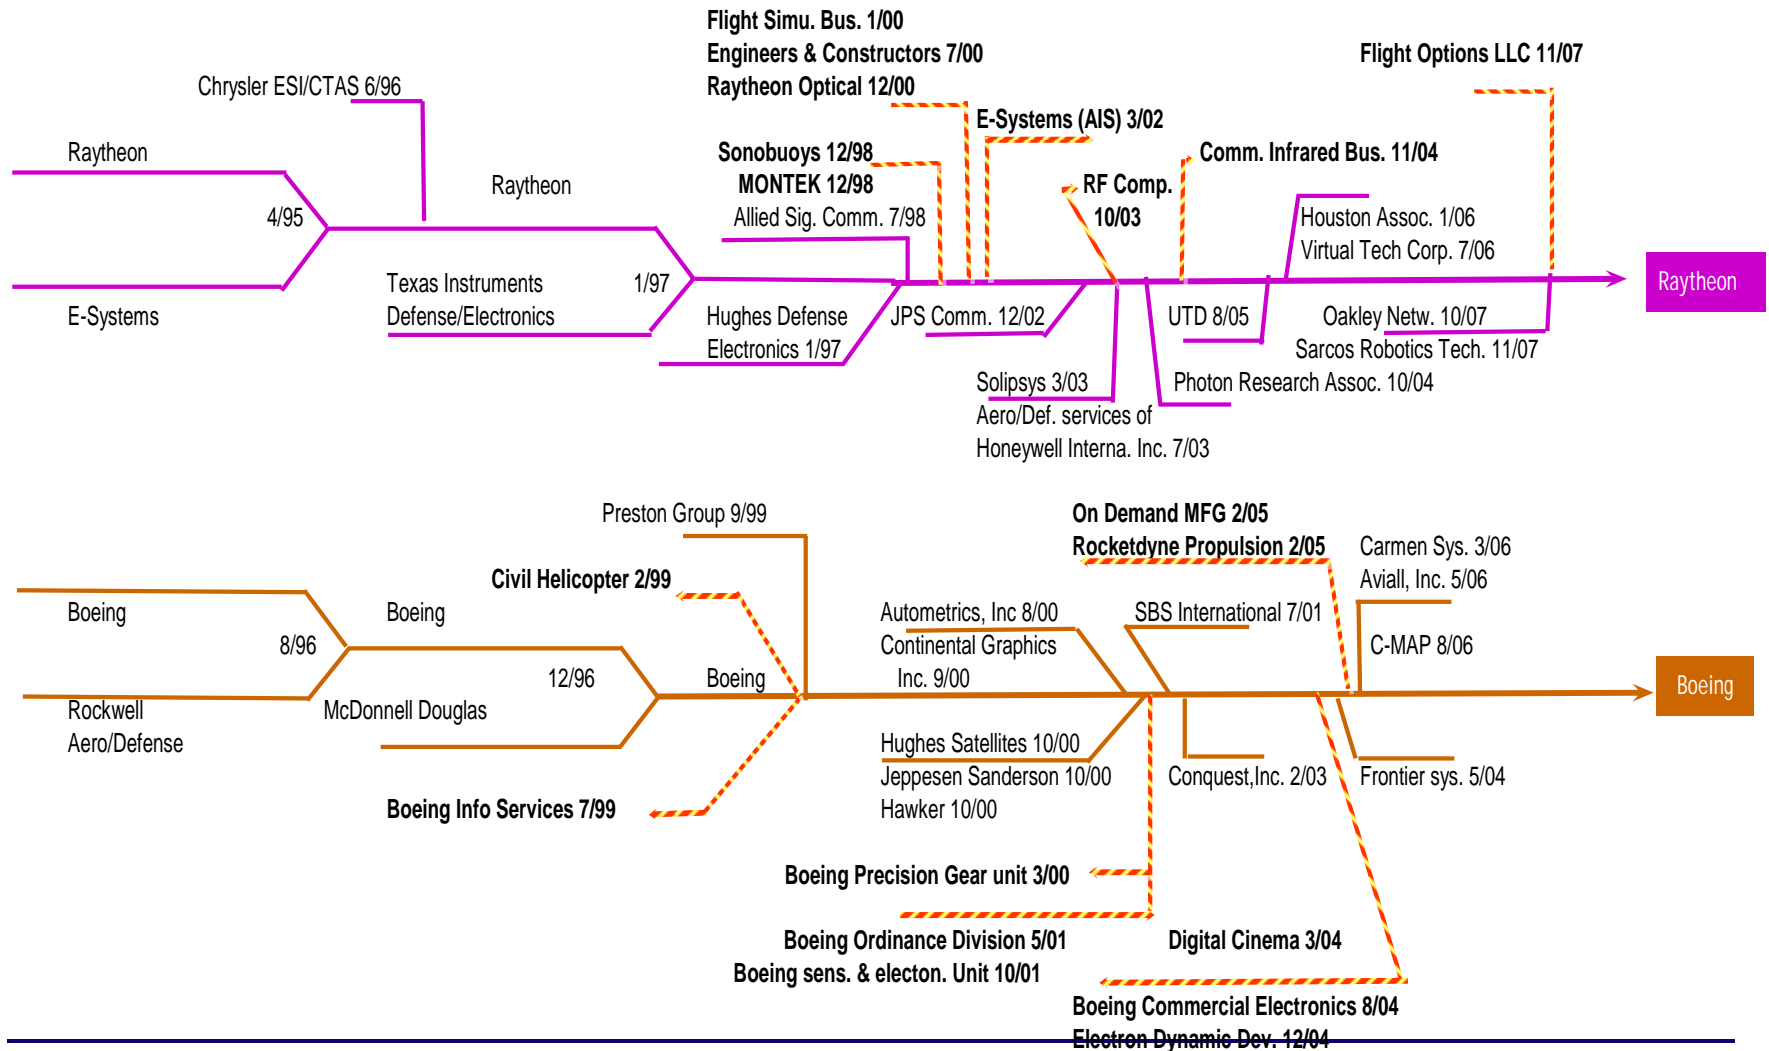 Flight Simu. Bus. 1/00
Engineers & Constructors 7/00
Raytheon Optical 12/00
Flight Options LLC 11/07
Chrysler ESI/CTAS 6/96
E-Systems (AIS) 3/02
Raytheon
Sonobuoys 12/98
MONTEK 12/98
Comm. Infrared Bus. 11/04
Raytheon
RF Comp.
10/03
4/95
Allied Sig. Comm. 7/98
Houston Assoc. 1/06
Virtual Tech Corp. 7/06
Texas Instruments
Defense/Electronics
1/97
Raytheon
E-Systems
Hughes Defense
Electronics 1/97
JPS Comm. 12/02
UTD 8/05
Oakley Netw. 10/07
Sarcos Robotics Tech. 11/07
Solipsys 3/03
Aero/Def. services of
Honeywell Interna. Inc. 7/03
Photon Research Assoc. 10/04
Preston Group 9/99
On Demand MFG 2/05
Rocketdyne Propulsion 2/05
Carmen Sys. 3/06
Aviall, Inc. 5/06
Civil Helicopter 2/99
Boeing
Boeing
Autometrics, Inc 8/00
Continental Graphics
Inc. 9/00
SBS International 7/01
8/96
C-MAP 8/06
12/96
Boeing
Boeing
Rockwell
Aero/Defense
McDonnell Douglas
Hughes Satellites 10/00
Jeppesen Sanderson 10/00
Hawker 10/00
Conquest,Inc. 2/03
Frontier sys. 5/04
Boeing Info Services 7/99
Boeing Precision Gear unit 3/00
Boeing Ordinance Division 5/01
Boeing sens. & electon. Unit 10/01
Digital Cinema 3/04
Boeing Commercial Electronics 8/04
Electron Dynamic Dev. 12/04